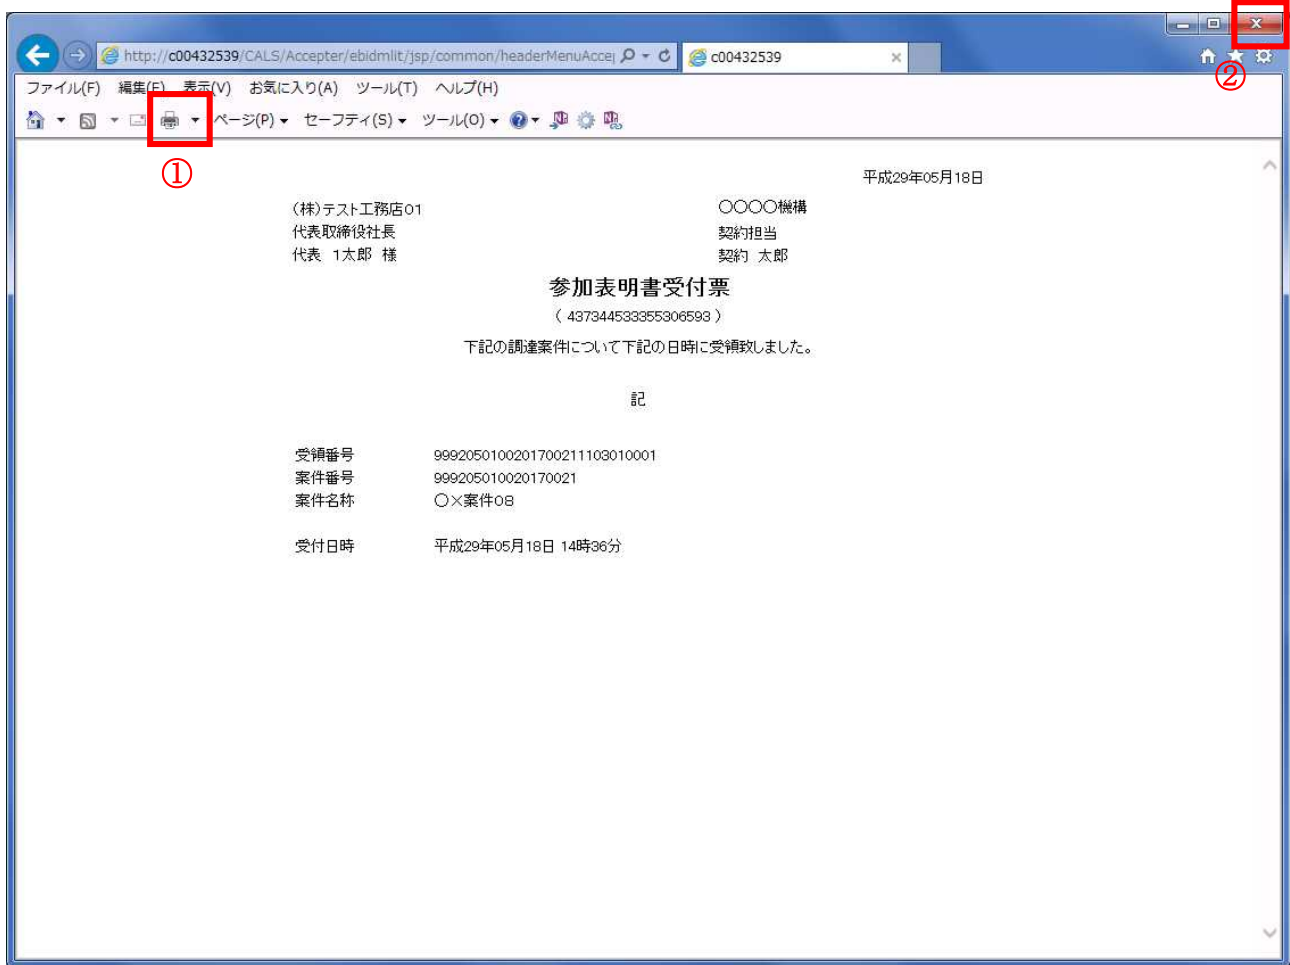 http://c00432539/CALS/Accepter/ebidmlit/jsp/common/headerMenuAccej
c00432539
②
ファイル(F) 編集(E) 表示(V) お気に入り(A) ツール(T) ヘルプ(H)
ページ(P) セーフティ(S) ツール(O)
①
平成29年05月18日
(株)テスト工務店01
代表取締役社長
代表 1太郎 様
〇〇〇〇機構
契約担当
契約 太郎
参加表明書受付票
( 437344533355306593 )
下記の調達案件について下記の日時に受領致しました。
記
受領番号 9992050100201700211103010001
案件番号 999205010020170021
案件名称 〇×案件08
受付日時 平成29年05月18日 14時36分